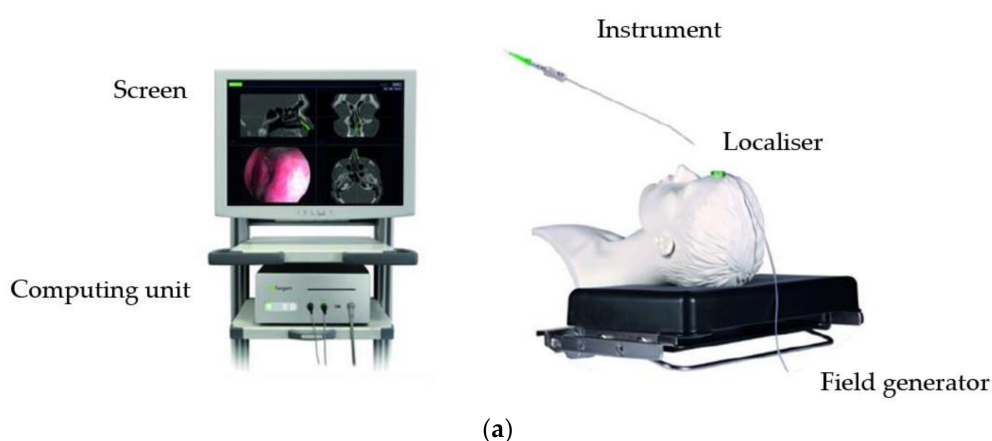 Instrument
Screen
Localiser
Computing unit
Field generator
(a)